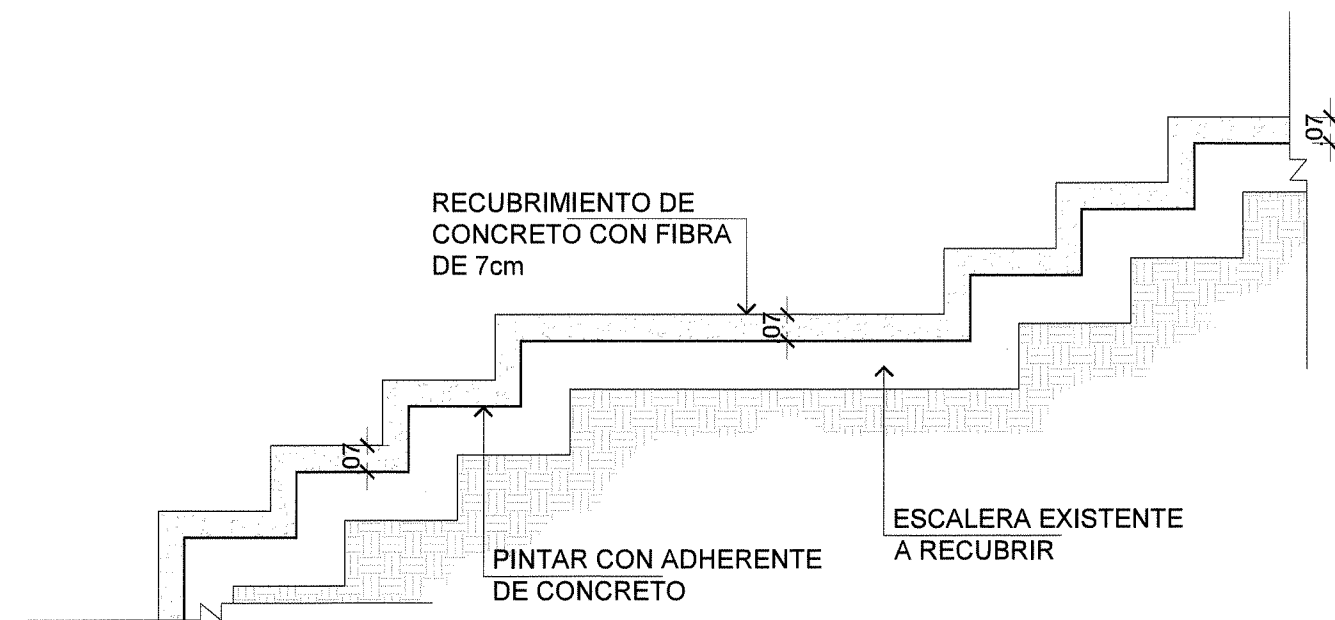 .07
RECUBRIMIENTO DE
CONCRETO CON FIBRA
DE 7cm
.07
.07
ESCALERA EXISTENTE
A RECUBRIR
PINTAR CON ADHERENTE
DE CONCRETO